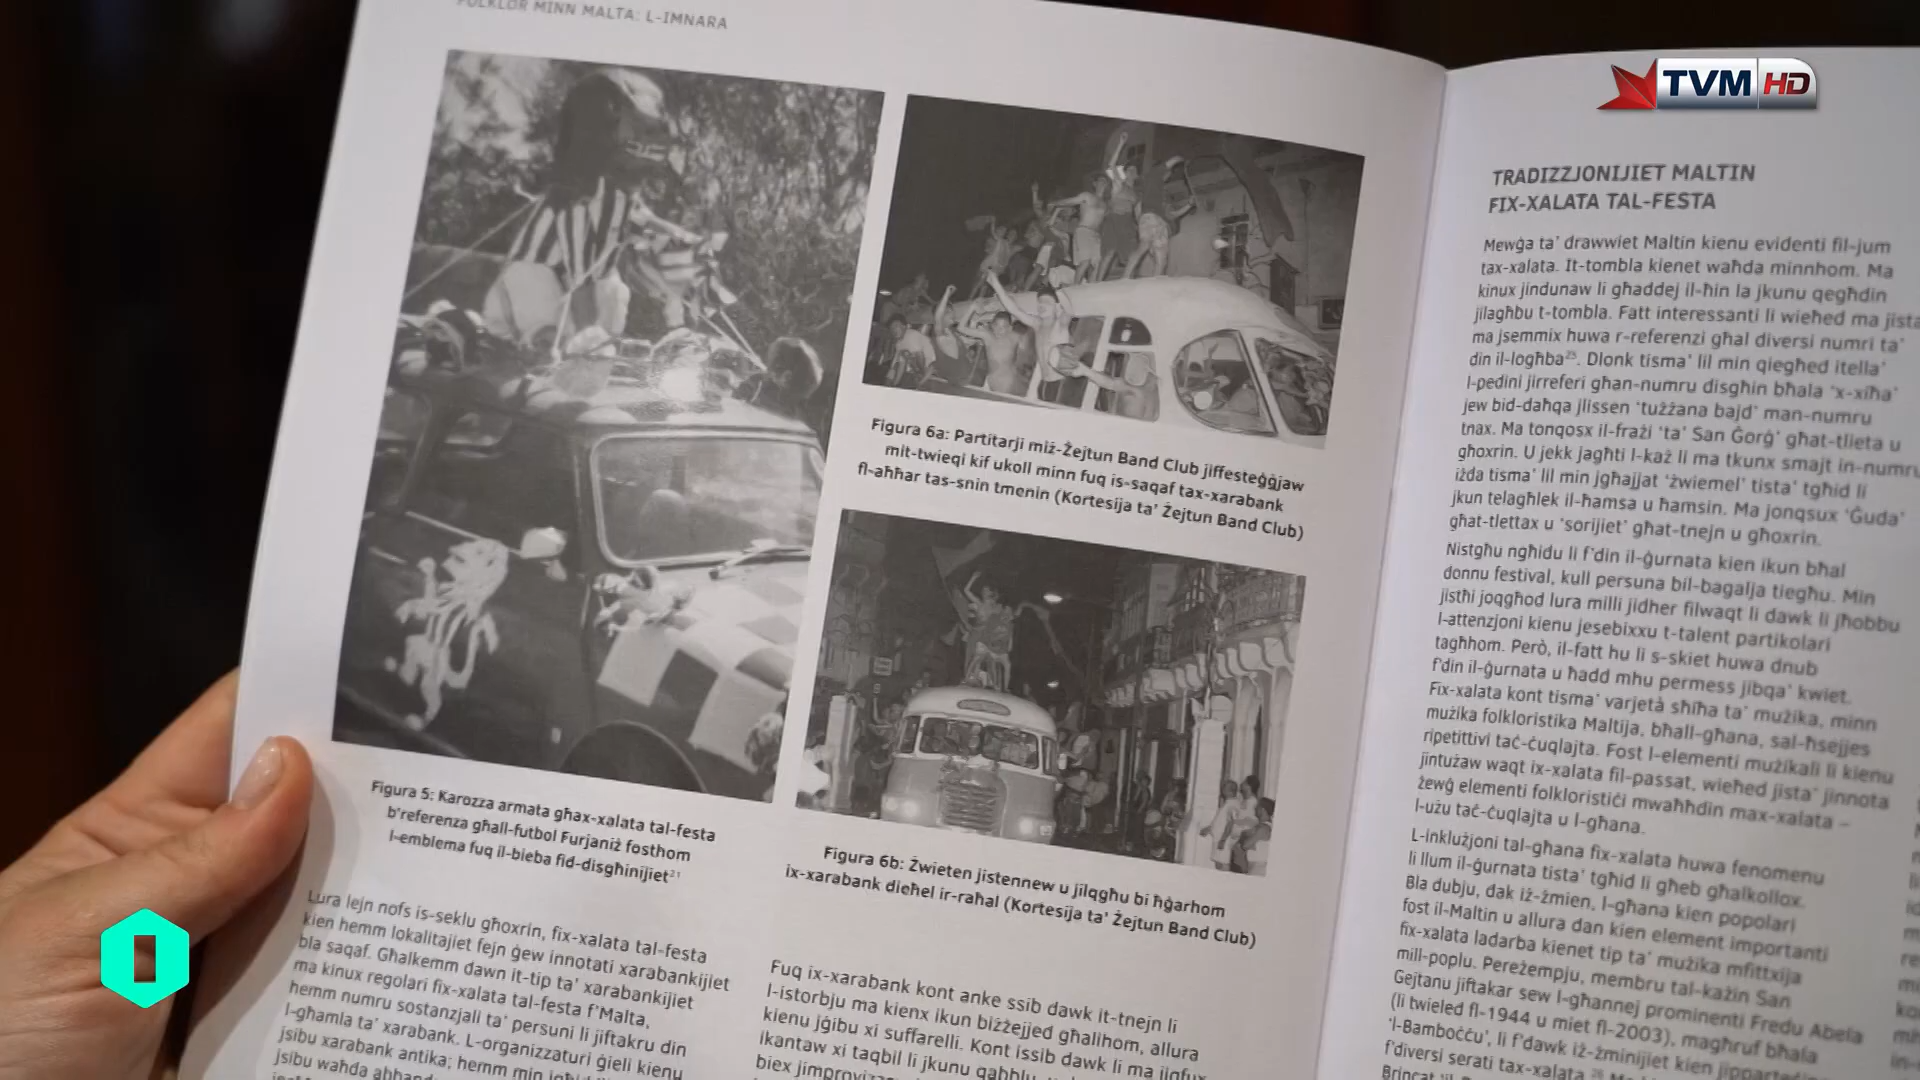 FOLKLOR MINN MALTA: L-IMNARA
TVM HD
Figura 5: Karozza armata għax-xalata tal-festa
b'referenza għall-futbol Furjaniż fosthom
l-emblema fuq il-bieba fid-disgħinijiet²¹
Lura lejn nofs is-seklu għoxrin, fix-xalata tal-festa
kien hemm lokalitajiet fejn ġew innotati xarabankijiet
bla saqaf. Għalkemm dawn it-tip ta' xarabankijiet
ma kinux regolari fix-xalata tal-festa f'Malta,
hemm numru sostanzjali ta' persuni li jiftakru din
l-għamla ta' xarabank. L-organizzaturi ġieli kienu
jsibu xarabank antika; hemm min
jsibu waħda
Figura 6a: Partitarji miż-Żejtun Band Club jiffesteġġjaw
mit-twieqi kif ukoll minn fuq is-saqaf tax-xarabank
fl-aħħar tas-snin tmenin (Kortesija ta' Żejtun Band Club)
Figura 6b: Żwieten jistennew u jilqgħu bi ħġarhom
ix-xarabank dieħel ir-raħal (Kortesija ta' Żejtun Band Club)
Fuq ix-xarabank kont anke ssib dawk it-tnejn li
l-istorbju ma kienx ikun biżżejjed għalihom, allura
kienu jġibu xi suffarelli. Kont issib dawk li ma jinfux
ikantaw xi taqbil li jkunu qabblu
biex
TRADIZZJONIJIET MALTIN
FIX-XALATA TAL-FESTA
Mewġa ta' drawwiet Maltin kienu evidenti fil-jum
tax-xalata. It-tombla kienet waħda minnhom. Ma
kinux jindunaw li għaddej il-ħin la jkunu qegħdin
jilagħbu t-tombla. Fatt interessanti li wieħed ma jista
ma jsemmix huwa r-referenzi għal diversi numri ta'
din il-logħba²⁵. Dlonk tisma' lil min qiegħed itella'
l-pedini jirreferi għan-numru disgħin bħala 'x-xiħa'
jew bid-daħqa jlissen 'tużżana bajd' man-numru
tnax. Ma tonqosx il-frażi 'ta' San Ġorġ' għat-tlieta u
għoxrin. U jekk jagħti l-każ li ma tkunx smajt in-numru
iżda tisma' lil min jgħajjat 'żwiemel' tista' tgħid li
jkun telagħlek il-ħamsa u ħamsin. Ma jonqsux 'Ġuda'
għat-tlettax u 'sorijiet' għat-tnejn u għoxrin.
Nistgħu ngħidu li f'din il-ġurnata kien ikun bħal
donnu festival, kull persuna bil-bagalja tiegħu. Min
jistħi joqgħod lura milli jidher filwaqt li dawk li jħobbu
l-attenzjoni kienu jesebixxu t-talent partikolari
tagħhom. Però, il-fatt hu li s-skiet huwa dnub
f'din il-ġurnata u ħadd mhu permess jibqa' kwiet.
Fix-xalata kont tisma' varjetà sħiħa ta' mużika, minn
mużika folkloristika Maltija, bħall-għana, sal-ħsejjes
ripetittivi taċ-ċuqlajta. Fost l-elementi mużikali li kienu
jintużaw waqt ix-xalata fil-passat, wieħed jista' jinnota
żewġ elementi folkloristiċi mwaħħdin max-xalata –
l-użu taċ-ċuqlajta u l-għana.
L-inklużjoni tal-għana fix-xalata huwa fenomenu
li llum il-ġurnata tista' tgħid li għeb għalkollox.
Bla dubju, dak iż-żmien, l-għana kien popolari
fost il-Maltin u allura dan kien element importanti
fix-xalata ladarba kienet tip ta' mużika mfittxija
mill-poplu. Pereżempju, membru tal-każin San
Gejtanu jiftakar sew l-għannej prominenti Fredu Abela
(li twieled fl-1944 u miet fl-2003), magħruf bħala
'l-Bamboċċu', li f'dawk iż-żminijiet kien
f'diversi serati tax-xalata ²⁶